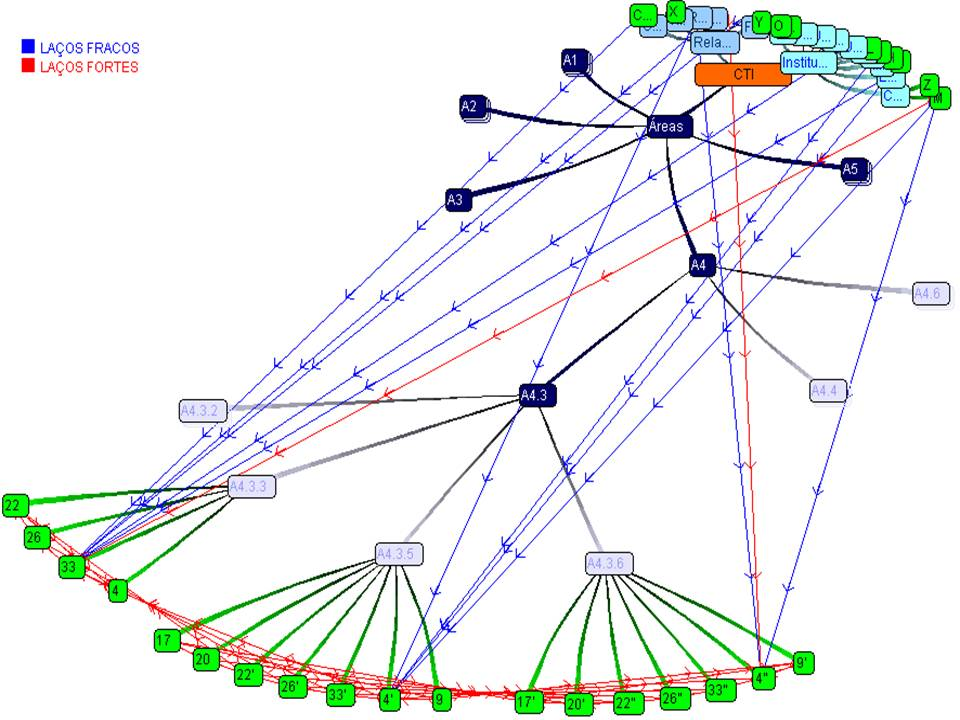 LAÇOS FRACOS
LAÇOS FORTES
C...
X
R...
Y
O
Rela...
Institu...
CTI
Z
M
C...
A1
A2
Áreas
A3
A5
A4
A4.6
A4.4
A4.3
A4.3.2
A4.3.3
A4.3.5
A4.3.6
22
26
33
4
17
20
22'
26'
33'
4'
9
17'
20'
22"
26"
33"
4"
9'